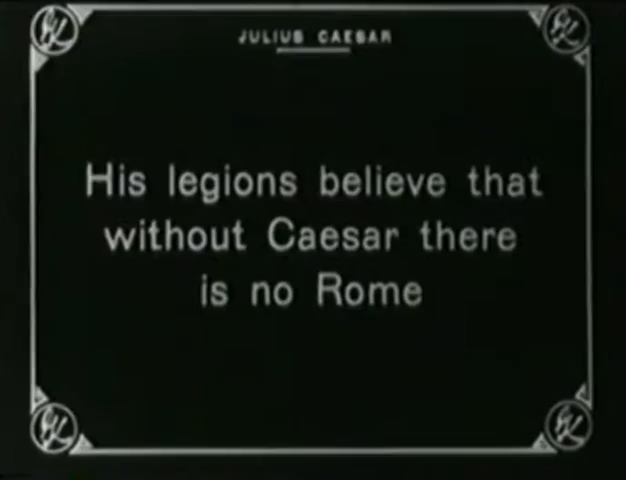 JULIUS CAESAR
His legions believe that
without Caesar there
is no Rome